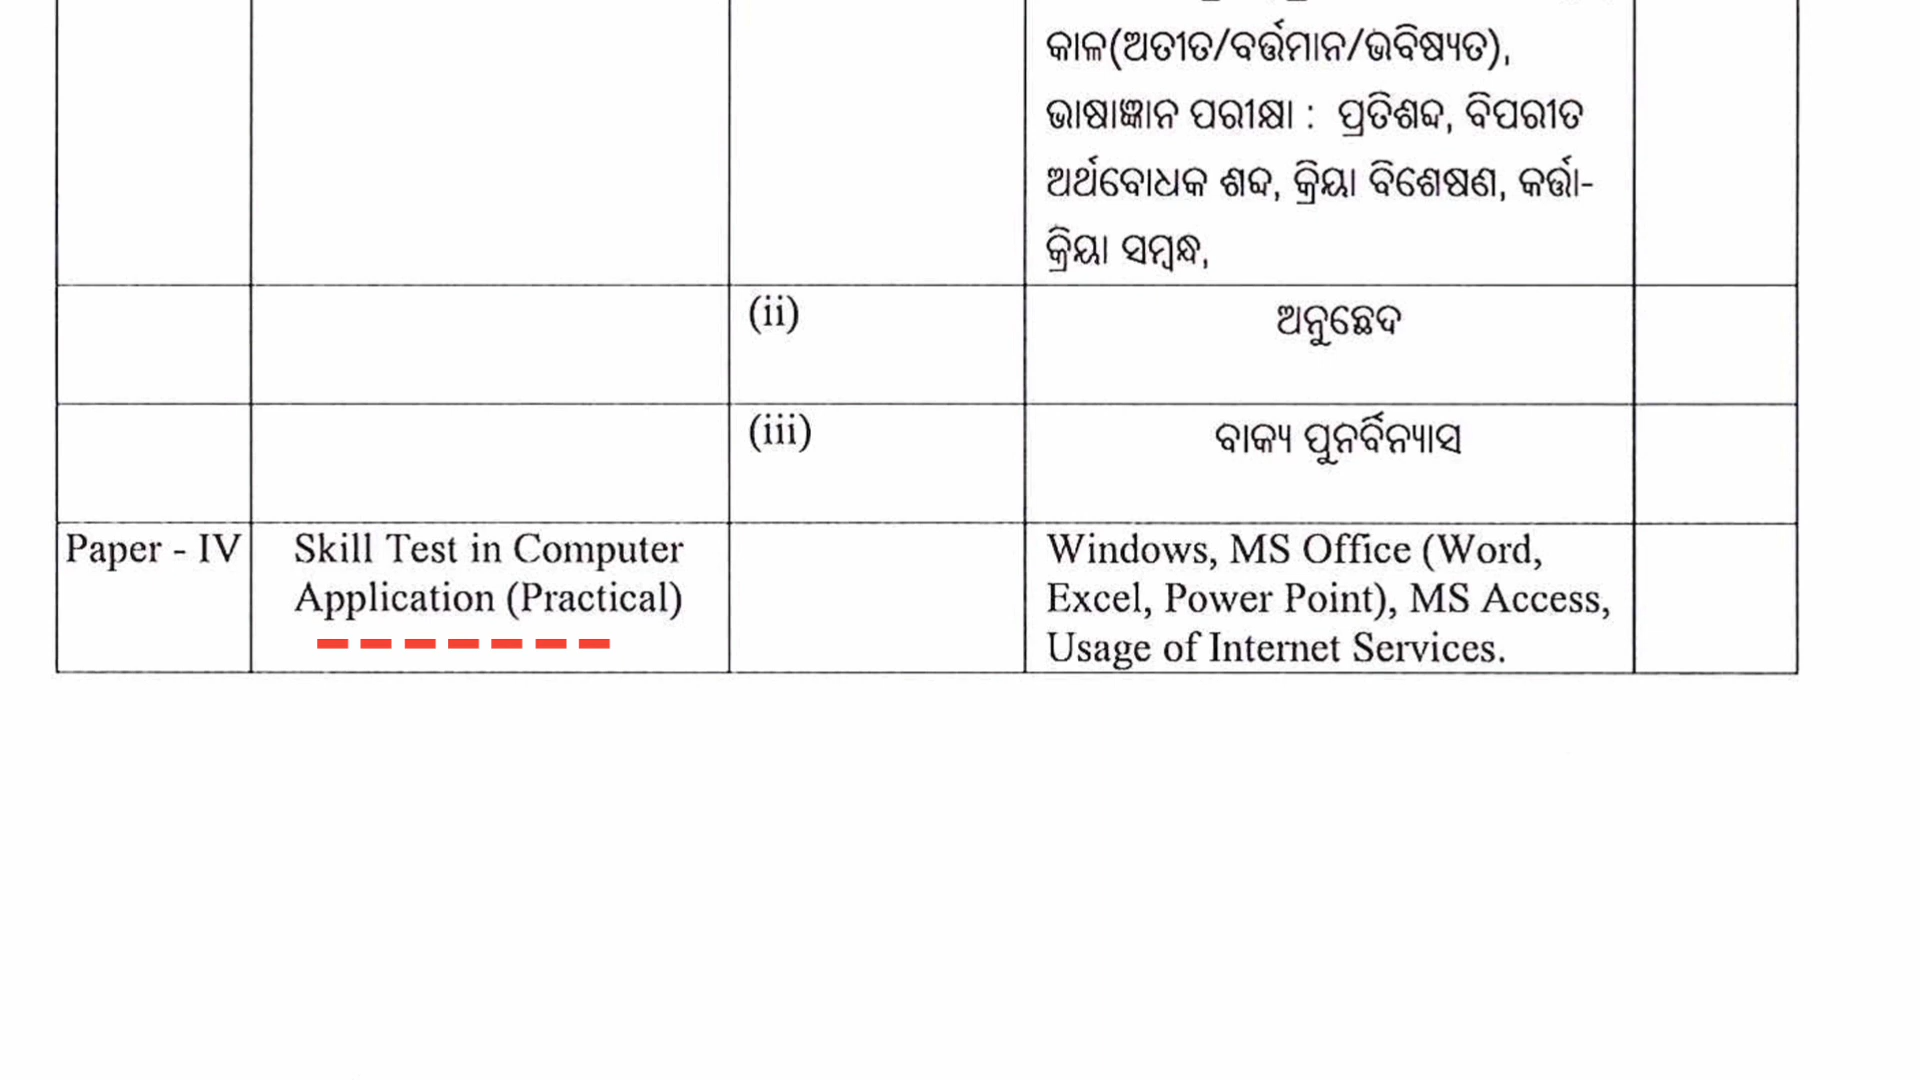 କାଳ(ଅତୀତ/ବର୍ତ୍ତମାନ/ଭବିଷ୍ୟତ),
ଭାଷାଜ୍ଞାନ ପରୀକ୍ଷା : ପ୍ରତିଶବ୍ଦ, ବିପରୀତ
ଅର୍ଥବୋଧକ ଶବ୍ଦ, କ୍ରିୟା ବିଶେଷଣ, କର୍ତ୍ତା-
କ୍ରିୟା ସମ୍ବନ୍ଧ,
(ii) ଅନୁଛେଦ
(iii) ବାକ୍ୟ ପୁନର୍ବିନ୍ୟାସ
Paper - IV Skill Test in Computer Windows, MS Office (Word,
Application (Practical) Excel, Power Point), MS Access,
Usage of Internet Services.